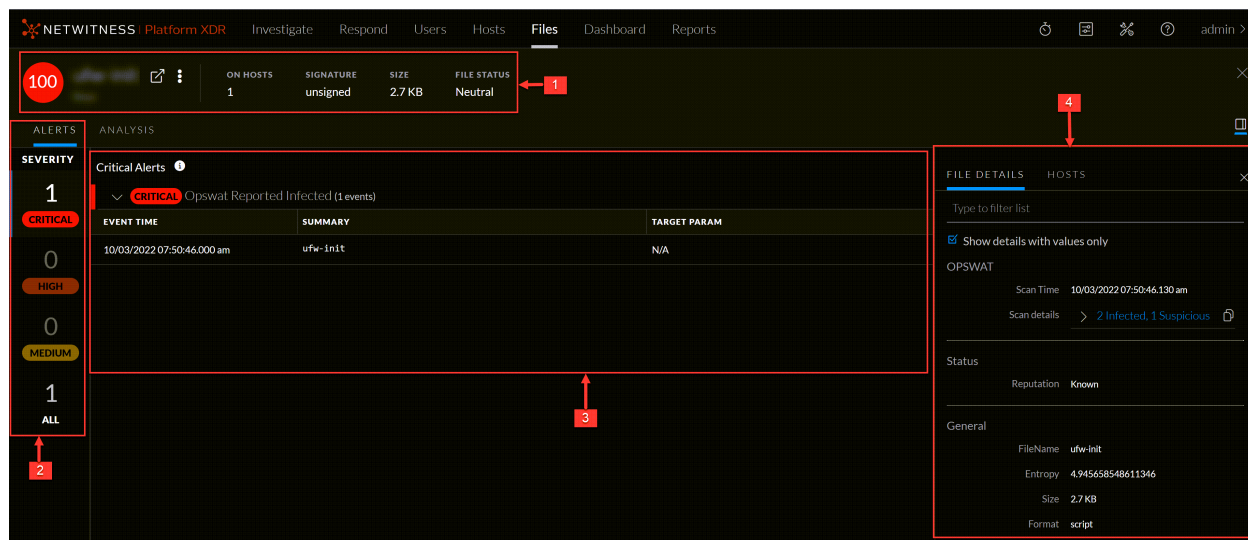 NETWITNESS Platform XDR Investigate Respond Users Hosts Files Dashboard Reports admin >
100 ON HOSTS SIGNATURE SIZE FILE STATUS
1 unsigned 2.7 KB Neutral 1
4
ALERTS ANALYSIS
SEVERITY
1
CRITICAL
0
HIGH
0
MEDIUM
1
ALL
2
Critical Alerts
CRITICAL Opswat Reported Infected (1 events)
EVENT TIME SUMMARY TARGET PARAM
10/03/2022 07:50:46.000 am ufw-init N/A
3
FILE DETAILS HOSTS
Type to filter list
Show details with values only
OPSWAT
Scan Time 10/03/2022 07:50:46.130 am
Scan details 2 Infected, 1 Suspicious
Status
Reputation Known
General
FileName ufw-init
Entropy 4.945658548611346
Size 2.7 KB
Format script